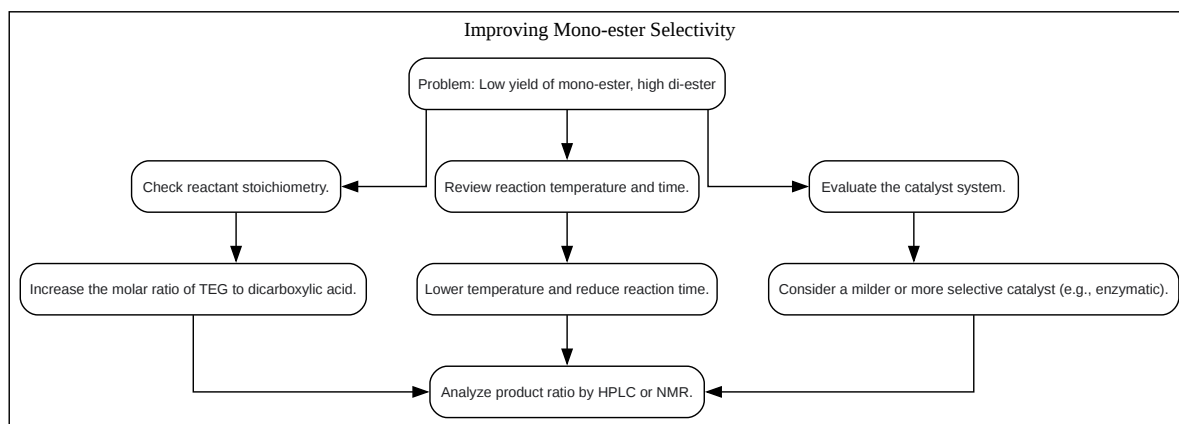 Improving Mono-ester Selectivity
Problem: Low yield of mono-ester, high di-ester
Check reactant stoichiometry.
Review reaction temperature and time.
Evaluate the catalyst system.
Increase the molar ratio of TEG to dicarboxylic acid.
Lower temperature and reduce reaction time.
Consider a milder or more selective catalyst (e.g., enzymatic).
Analyze product ratio by HPLC or NMR.